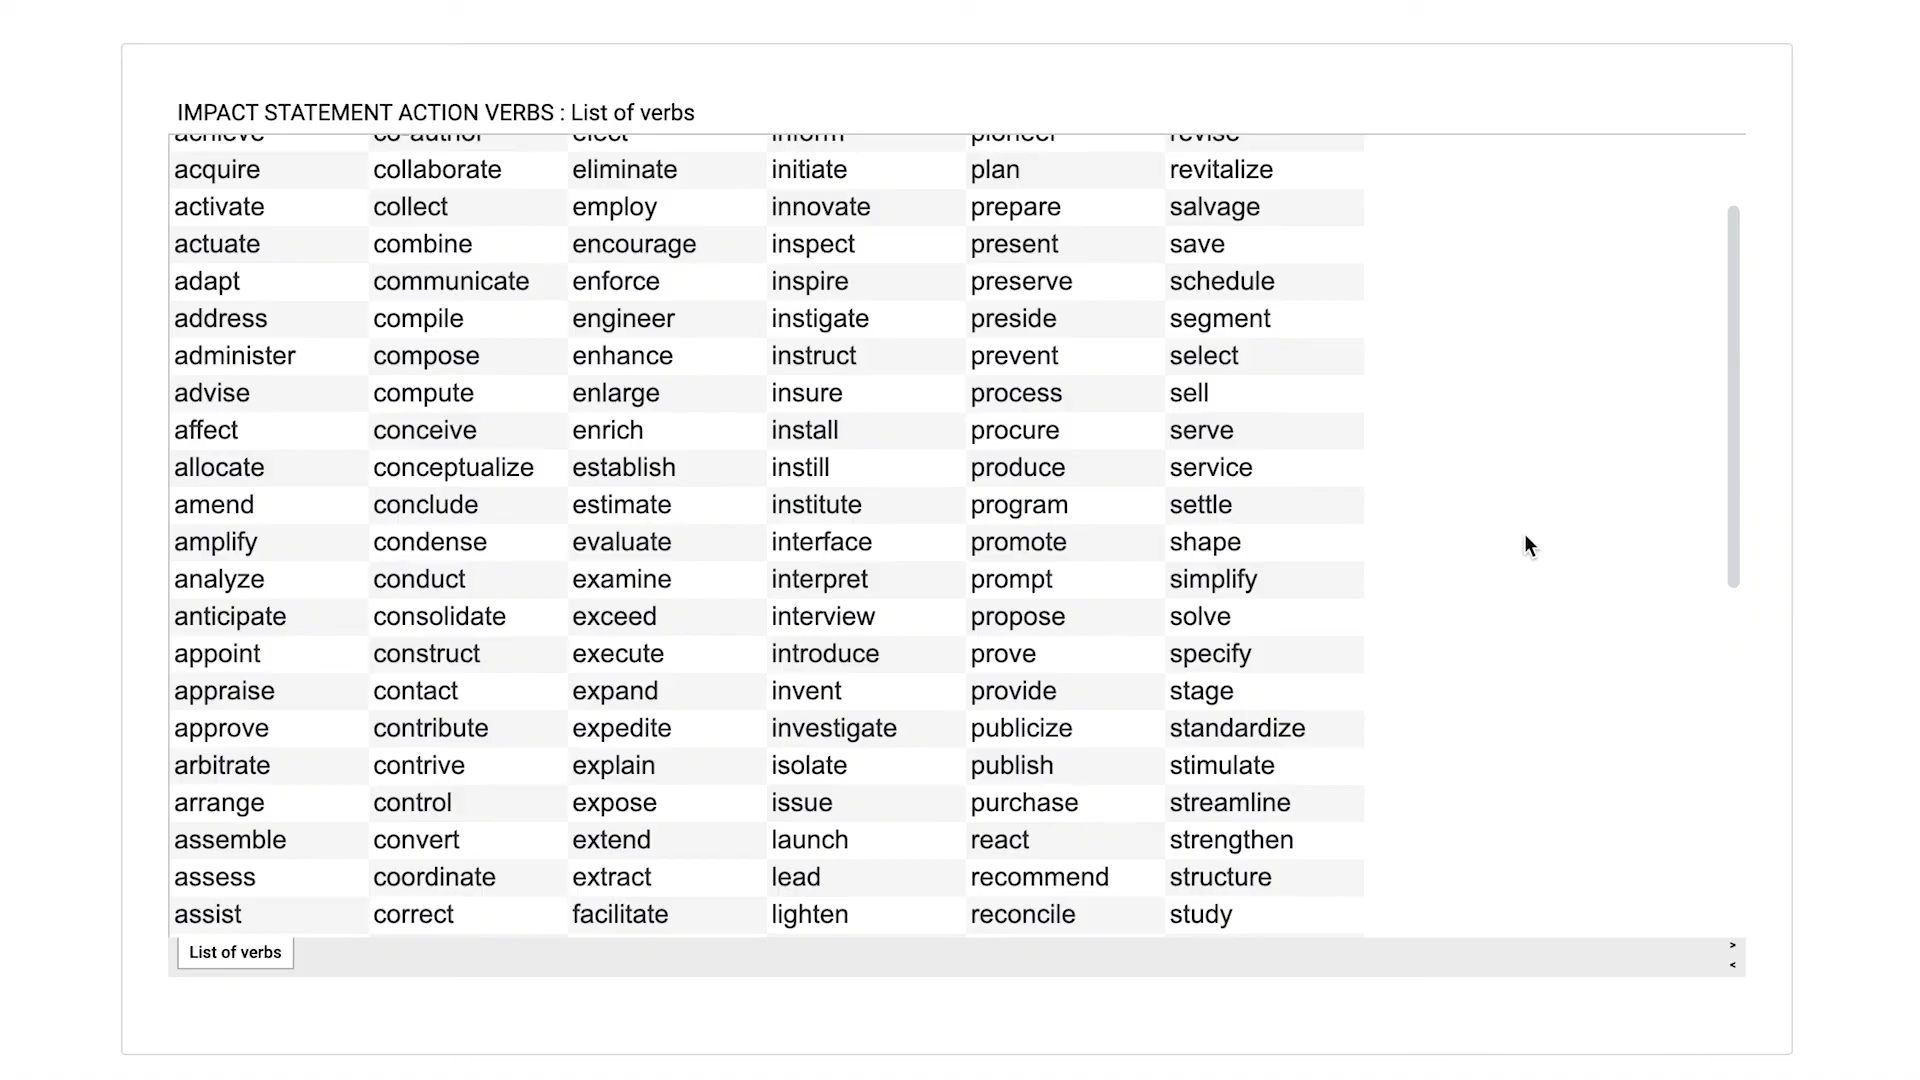 IMPACT STATEMENT ACTION VERBS : List of verbs
achieve co-author elect inform pioneer revise
acquire collaborate eliminate initiate plan revitalize
activate collect employ innovate prepare salvage
actuate combine encourage inspect present save
adapt communicate enforce inspire preserve schedule
address compile engineer instigate preside segment
administer compose enhance instruct prevent select
advise compute enlarge insure process sell
affect conceive enrich install procure serve
allocate conceptualize establish instill produce service
amend conclude estimate institute program settle
amplify condense evaluate interface promote shape
analyze conduct examine interpret prompt simplify
anticipate consolidate exceed interview propose solve
appoint construct execute introduce prove specify
appraise contact expand invent provide stage
approve contribute expedite investigate publicize standardize
arbitrate contrive explain isolate publish stimulate
arrange control expose issue purchase streamline
assemble convert extend launch react strengthen
assess coordinate extract lead recommend structure
assist correct facilitate lighten reconcile study
List of verbs
>
<